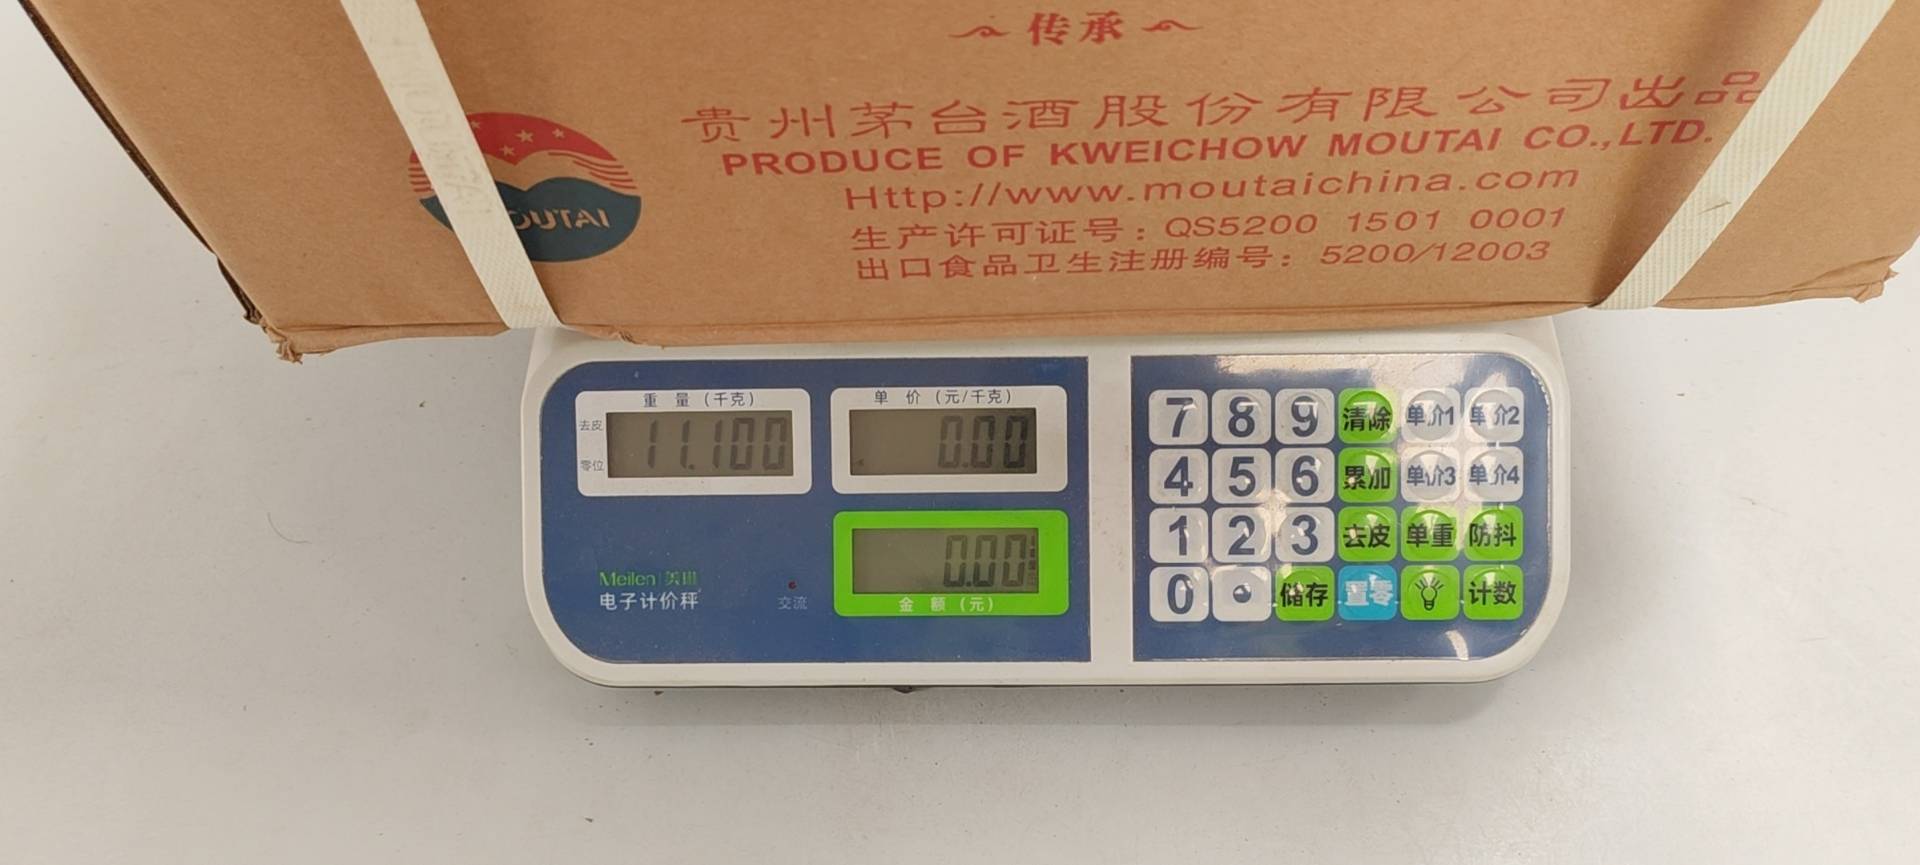 传承
贵州茅台酒股份有限公司出品
PRODUCE OF KWEICHOW MOUTAI CO.,LTD.
Http://www.moutaichina.com
生产许可证号：QS5200 1501 0001
出口食品卫生注册编号：5200/12003
MOUTAI
重量（千克）
去皮
零位
11.100
单价（元/千克）
0.00
0.00
金额（元）
Meilen
电子计价秤
交流
7 8 9 清除 单价1 单价2
4 5 6 累加 单价3 单价4
1 2 3 去皮 单重 防抖
0 . 储存 置零 计数